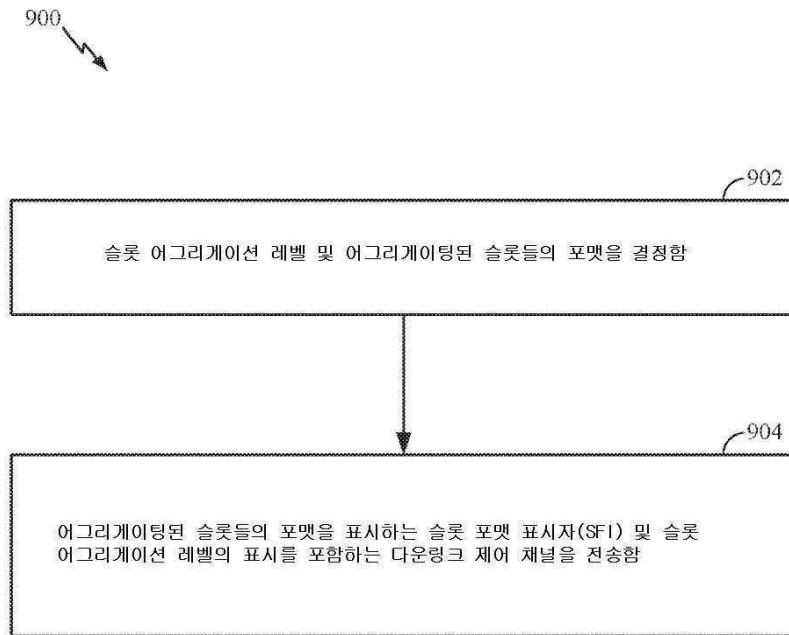 900
902
슬롯 어그리게이션 레벨 및 어그리게이팅된 슬롯들의 포맷을 결정함
904
어그리게이팅된 슬롯들의 포맷을 표시하는 슬롯 포맷 표시자(SFI) 및 슬롯
어그리게이션 레벨의 표시를 포함하는 다운링크 제어 채널을 전송함